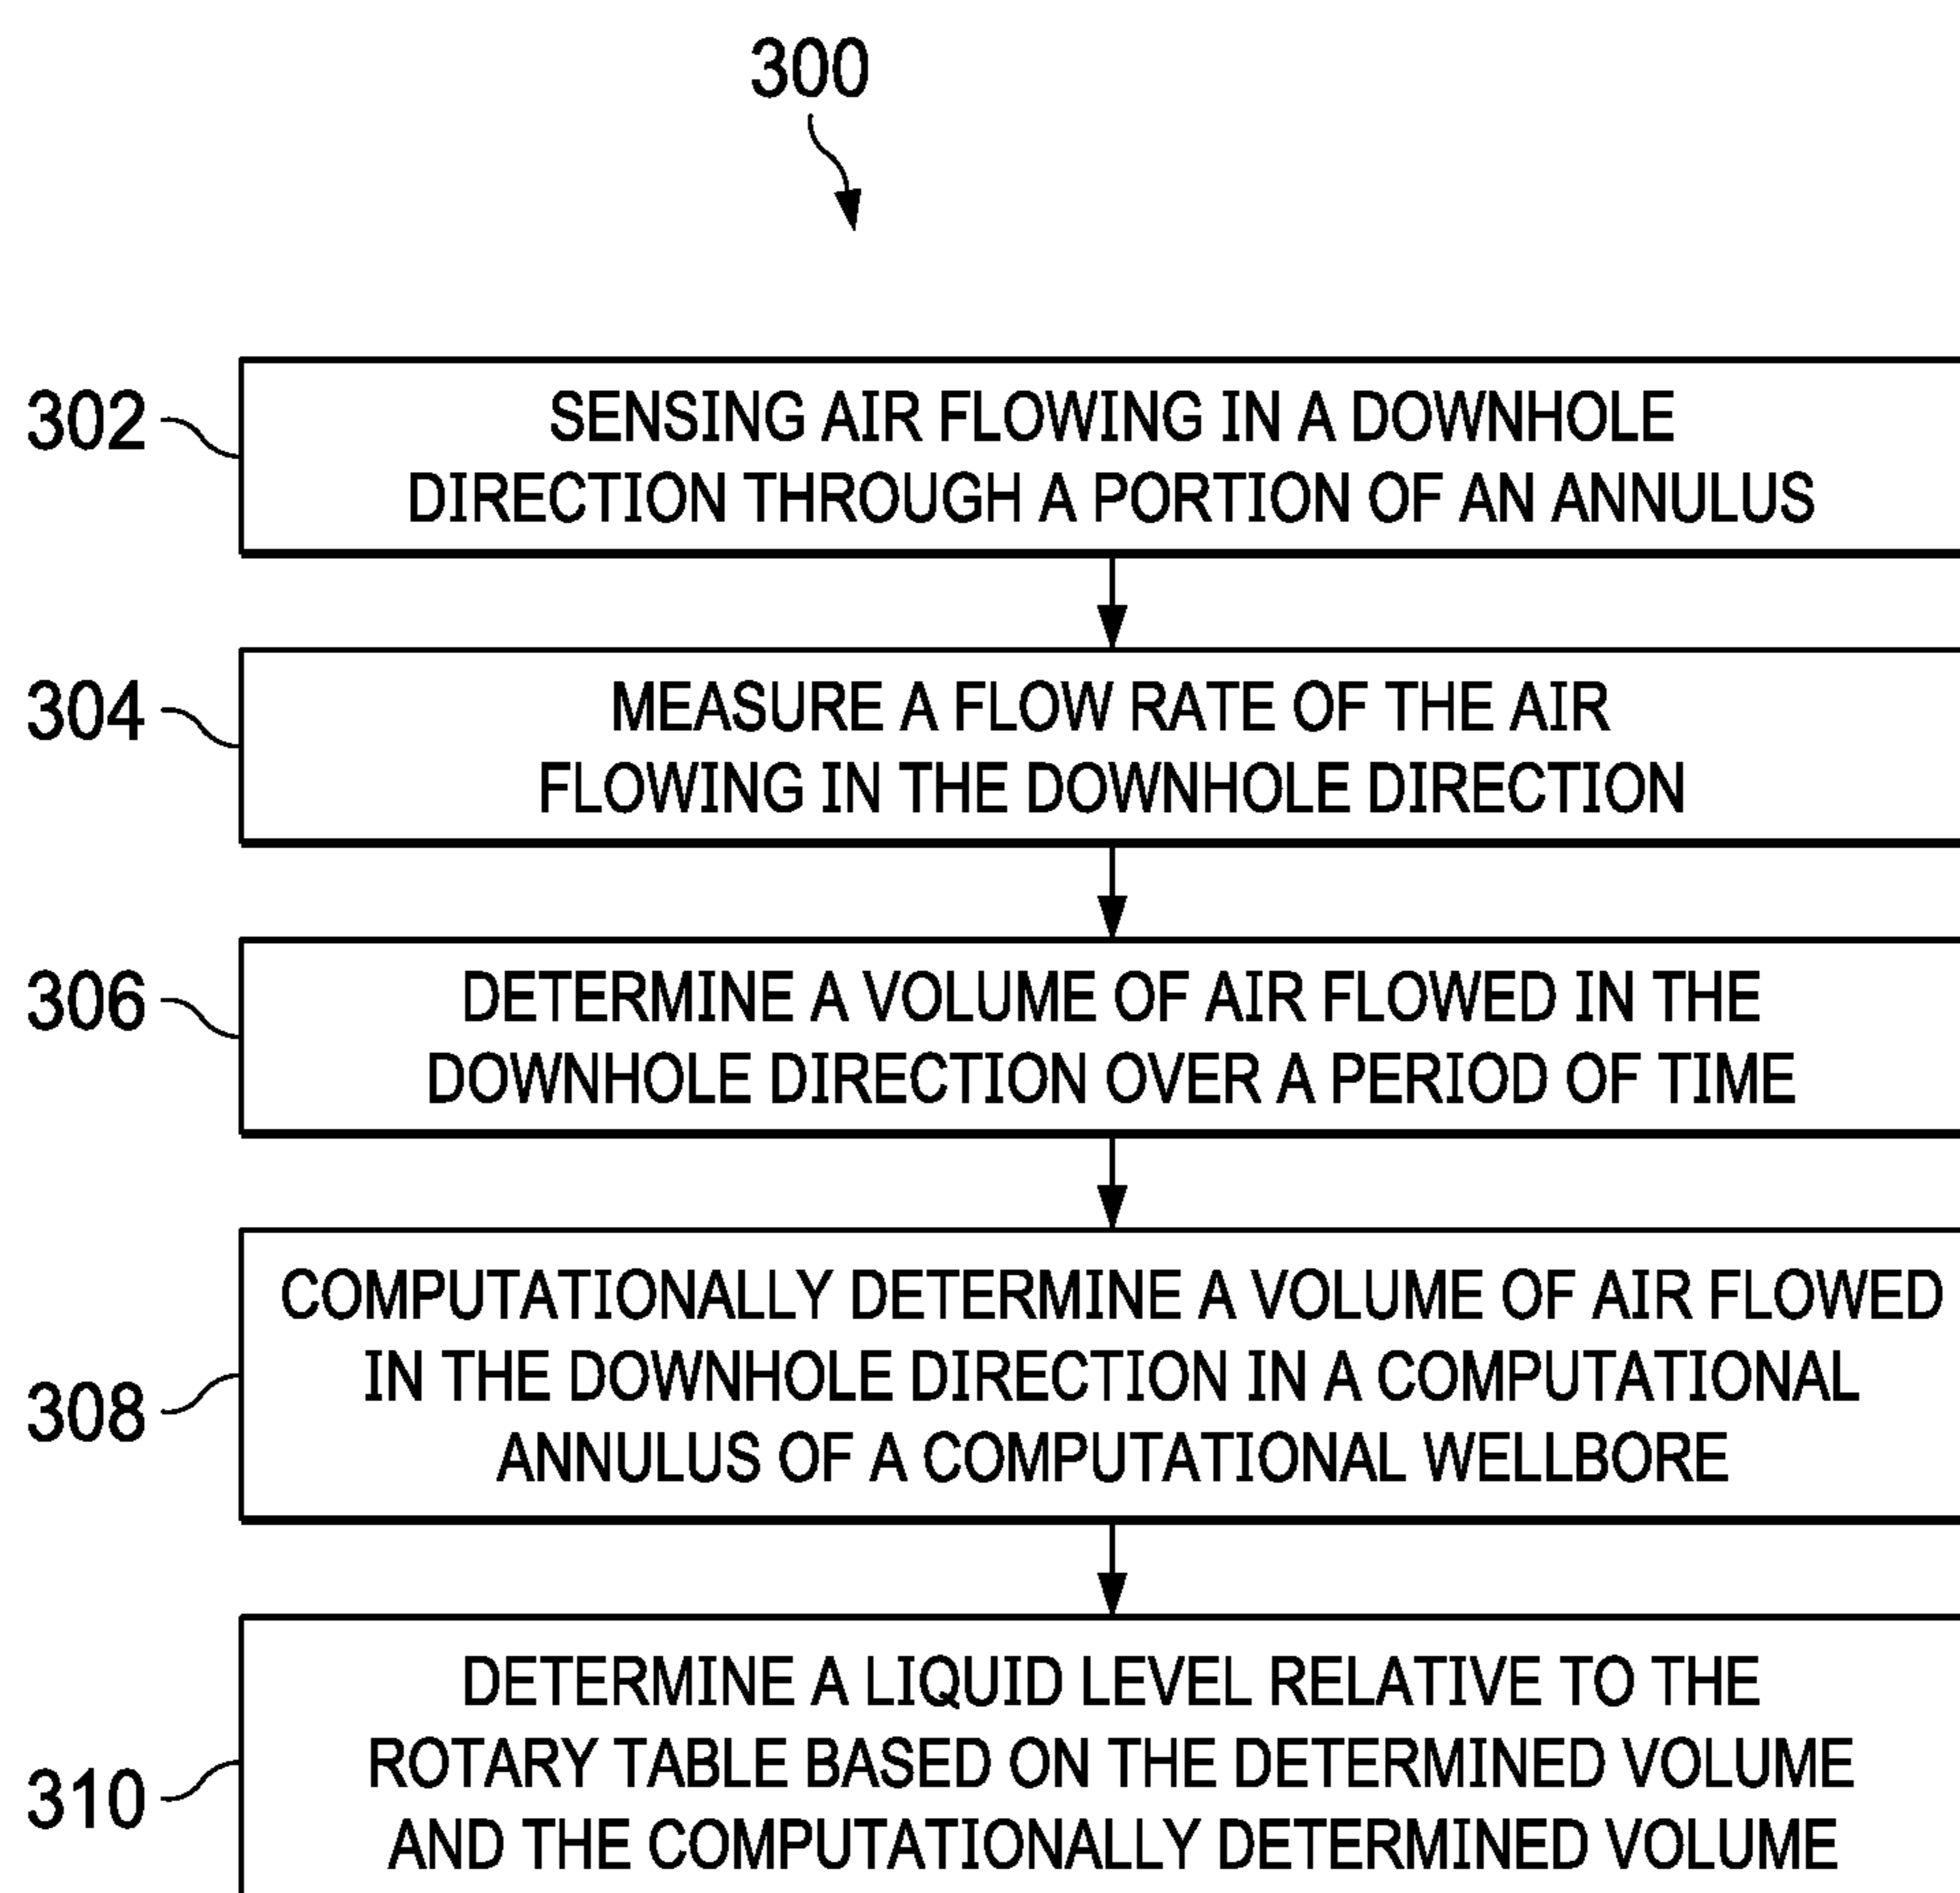 300
302
SENSING AIR FLOWING IN A DOWNHOLE
DIRECTION THROUGH A PORTION OF AN ANNULUS
304
MEASURE A FLOW RATE OF THE AIR
FLOWING IN THE DOWNHOLE DIRECTION
306
DETERMINE A VOLUME OF AIR FLOWED IN THE
DOWNHOLE DIRECTION OVER A PERIOD OF TIME
308
COMPUTATIONALLY DETERMINE A VOLUME OF AIR FLOWED
IN THE DOWNHOLE DIRECTION IN A COMPUTATIONAL
ANNULUS OF A COMPUTATIONAL WELLBORE
310
DETERMINE A LIQUID LEVEL RELATIVE TO THE
ROTARY TABLE BASED ON THE DETERMINED VOLUME
AND THE COMPUTATIONALLY DETERMINED VOLUME